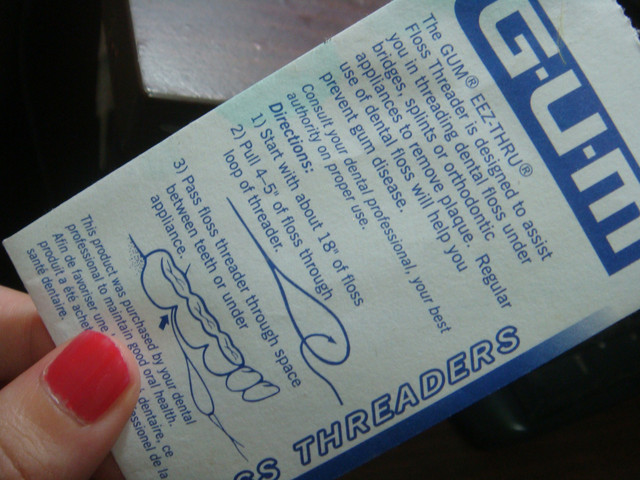 G·U·M
The GUM® EEZ-THRU®
Floss Threader is designed to assist
you in threading dental floss under
bridges, splints or orthodontic
appliances to remove plaque. Regular
use of dental floss will help you
prevent gum disease.
Consult your dental professional, your best
authority on proper use.
Directions:
1) Start with about 18" of floss
2) Pull 4-5" of floss through
loop of threader.
3) Pass floss threader through space
between teeth or under
appliance.
This product was purchased by your dental
professional to maintain good oral health.
Afin de favoriser une dentaire, ce
produit a été
santé dentaire.
de la
THREADERS